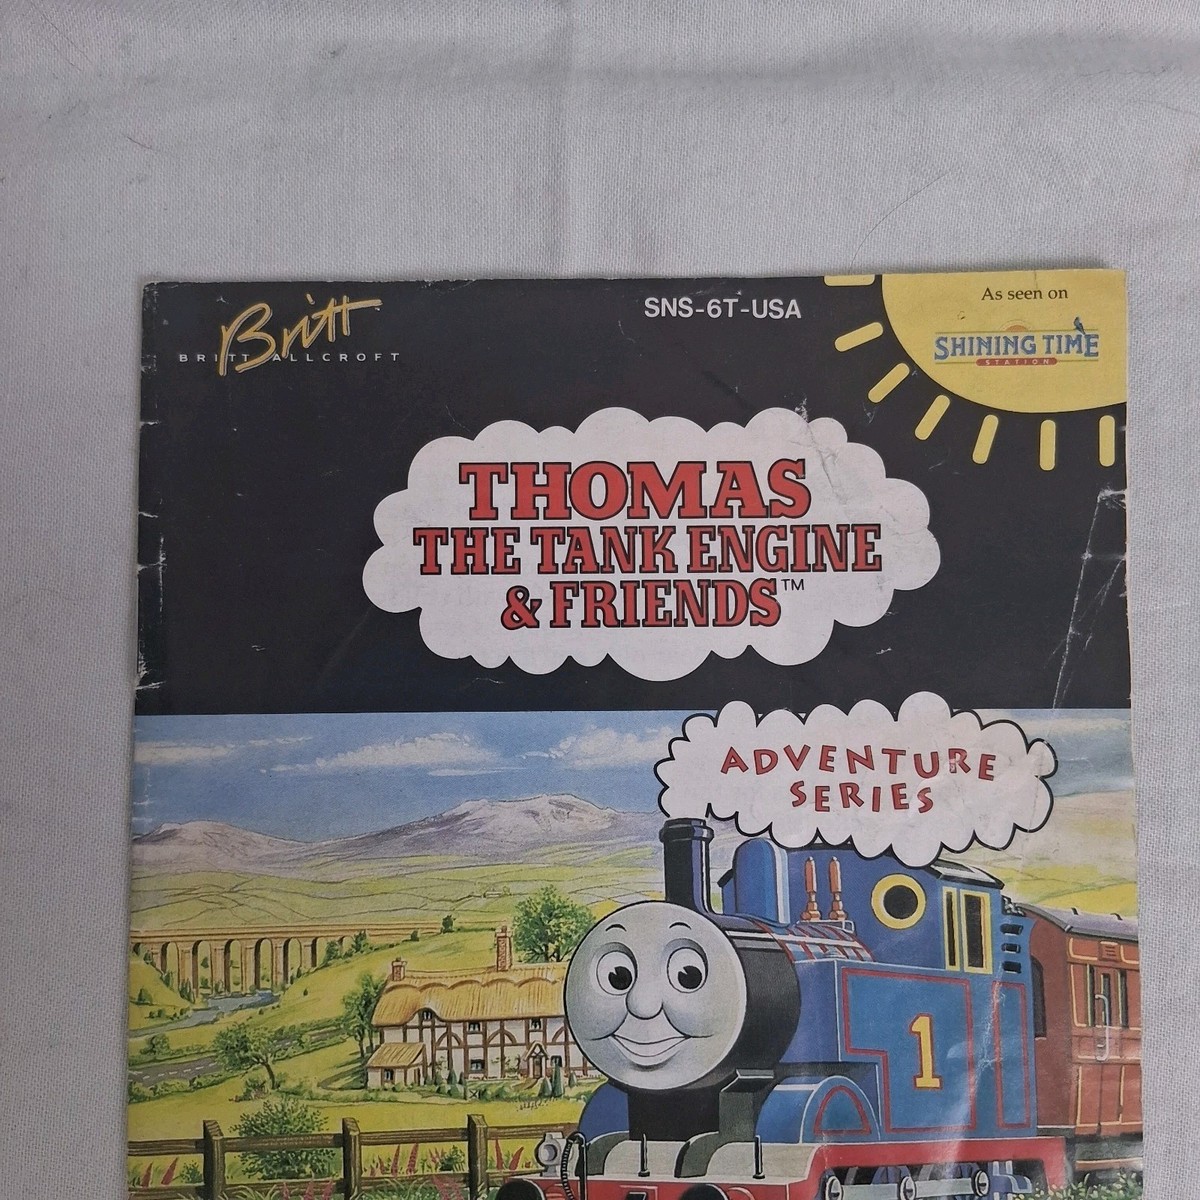 Britt
BRITT ALLCROFT
SNS-6T-USA
As seen on
SHINING TIME
STATION
THOMAS
THE TANK ENGINE
& FRIENDS™
ADVENTURE
SERIES
1